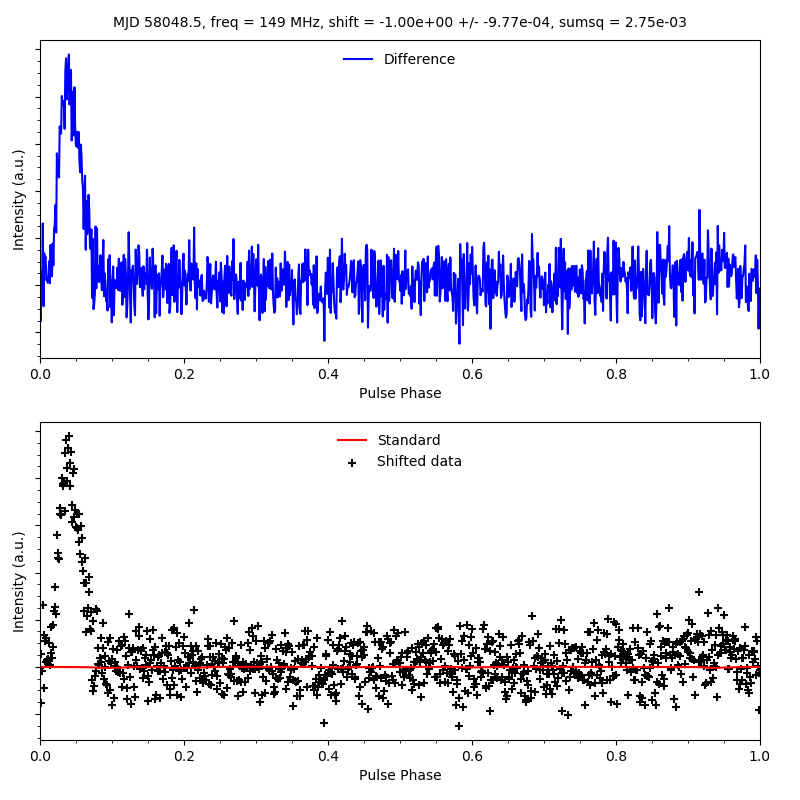 MJD 58048.5, freq = 149 MHz, shift = -1.00e+00 +/- -9.77e-04, sumsq = 2.75e-03
Difference
Intensity (a.u.)
0.0 0.2 0.4 0.6 0.8 1.0
Pulse Phase
Standard
Shifted data
Intensity (a.u.)
0.0 0.2 0.4 0.6 0.8 1.0
Pulse Phase